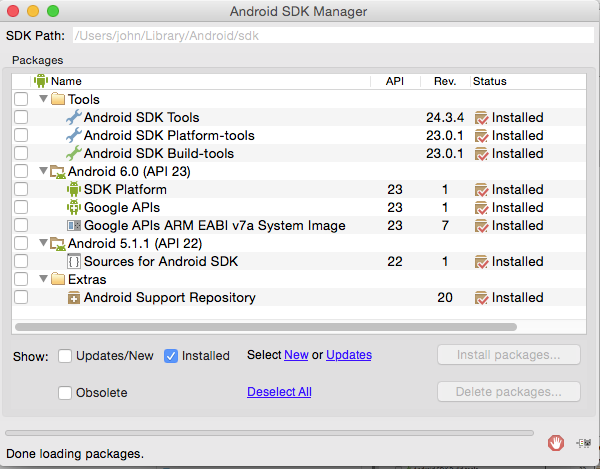 Android SDK Manager
SDK Path: /Users/john/Library/Android/sdk
Packages
Name API Rev. Status
Tools
Android SDK Tools 24.3.4 Installed
Android SDK Platform-tools 23.0.1 Installed
Android SDK Build-tools 23.0.1 Installed
Android 6.0 (API 23)
SDK Platform 23 1 Installed
Google APIs 23 1 Installed
Google APIs ARM EABI v7a System Image 23 7 Installed
Android 5.1.1 (API 22)
Sources for Android SDK 22 1 Installed
Extras
Android Support Repository 20 Installed
Show: Updates/New Installed Select New or Updates Install packages...
Obsolete Deselect All Delete packages...
Done loading packages.